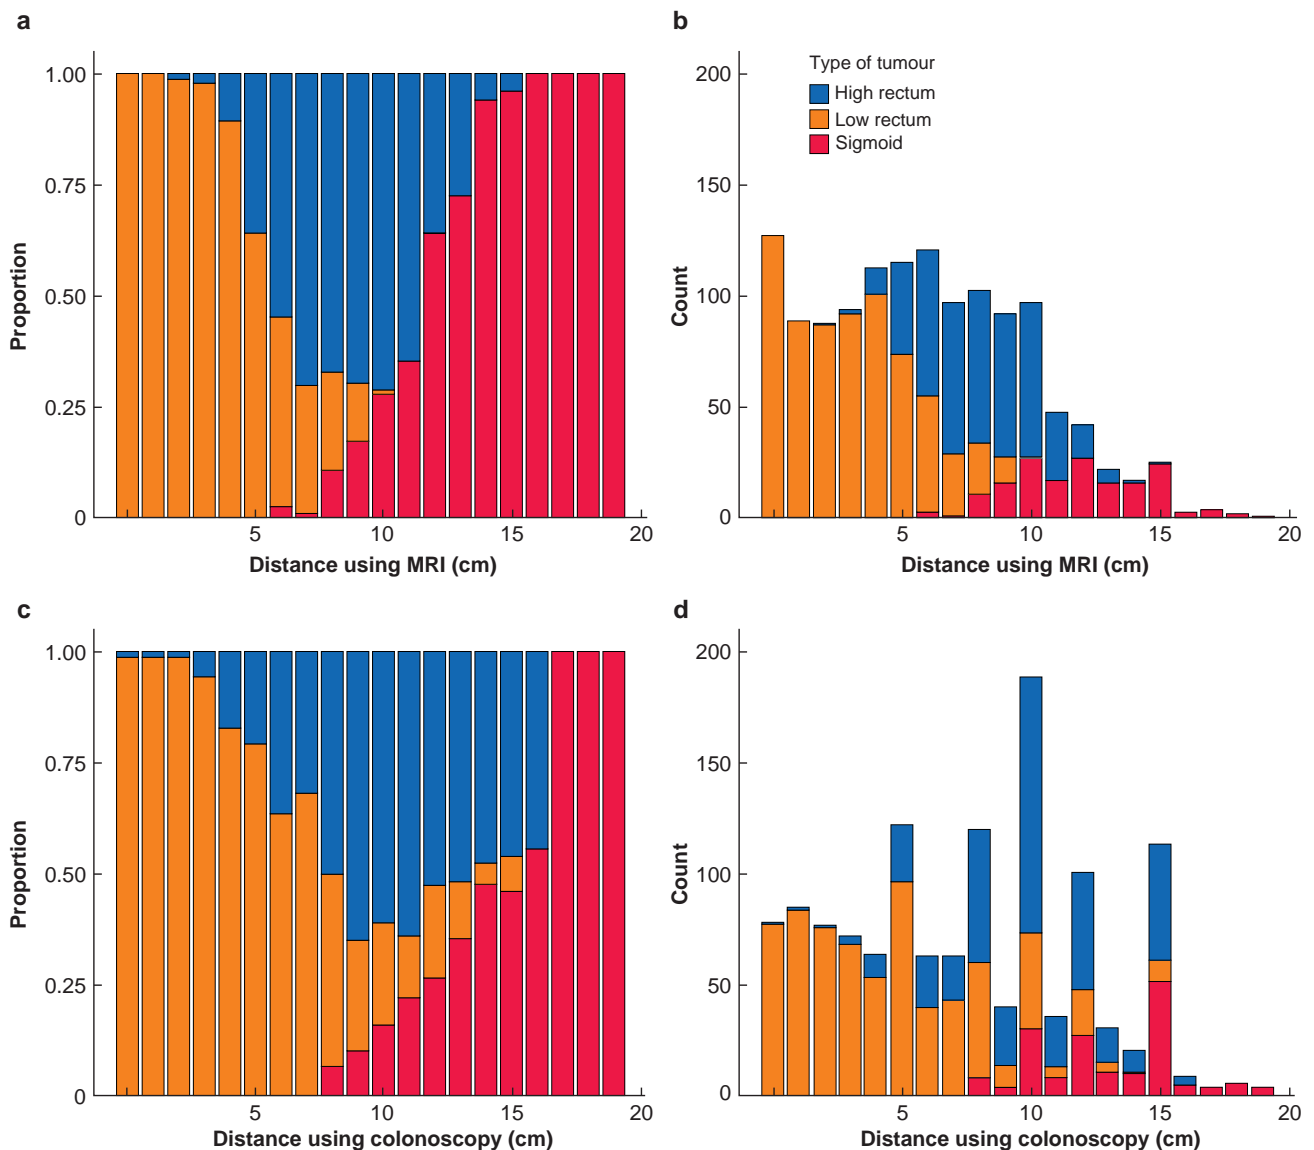 a
1.00
0.75
0.50
0.25
0
Proportion
5
10
15
20
Distance using MRI (cm)
b
200
150
100
50
0
Count
Type of tumour
High rectum
Low rectum
Sigmoid
5
10
15
20
Distance using MRI (cm)
c
1.00
0.75
0.50
0.25
0
Proportion
5
10
15
20
Distance using colonoscopy (cm)
d
200
150
100
50
0
Count
5
10
15
20
Distance using colonoscopy (cm)